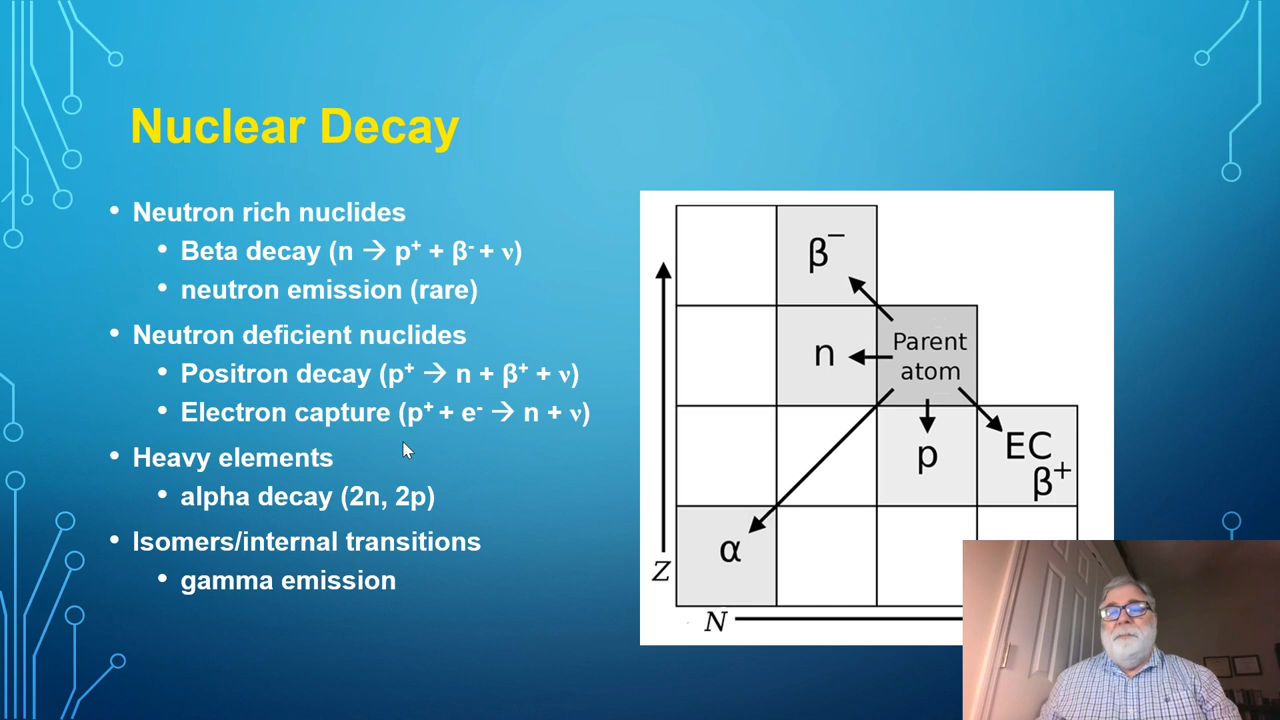 Nuclear Decay
• Neutron rich nuclides
• Beta decay (n → p⁺ + β⁻ + ν)
• neutron emission (rare)
• Neutron deficient nuclides
• Positron decay (p⁺ → n + β⁺ + ν)
• Electron capture (p⁺ + e⁻ → n + ν)
• Heavy elements
• alpha decay (2n, 2p)
• Isomers/internal transitions
• gamma emission
β⁻
n
Parent
atom
p
EC
β⁺
α
Z
N